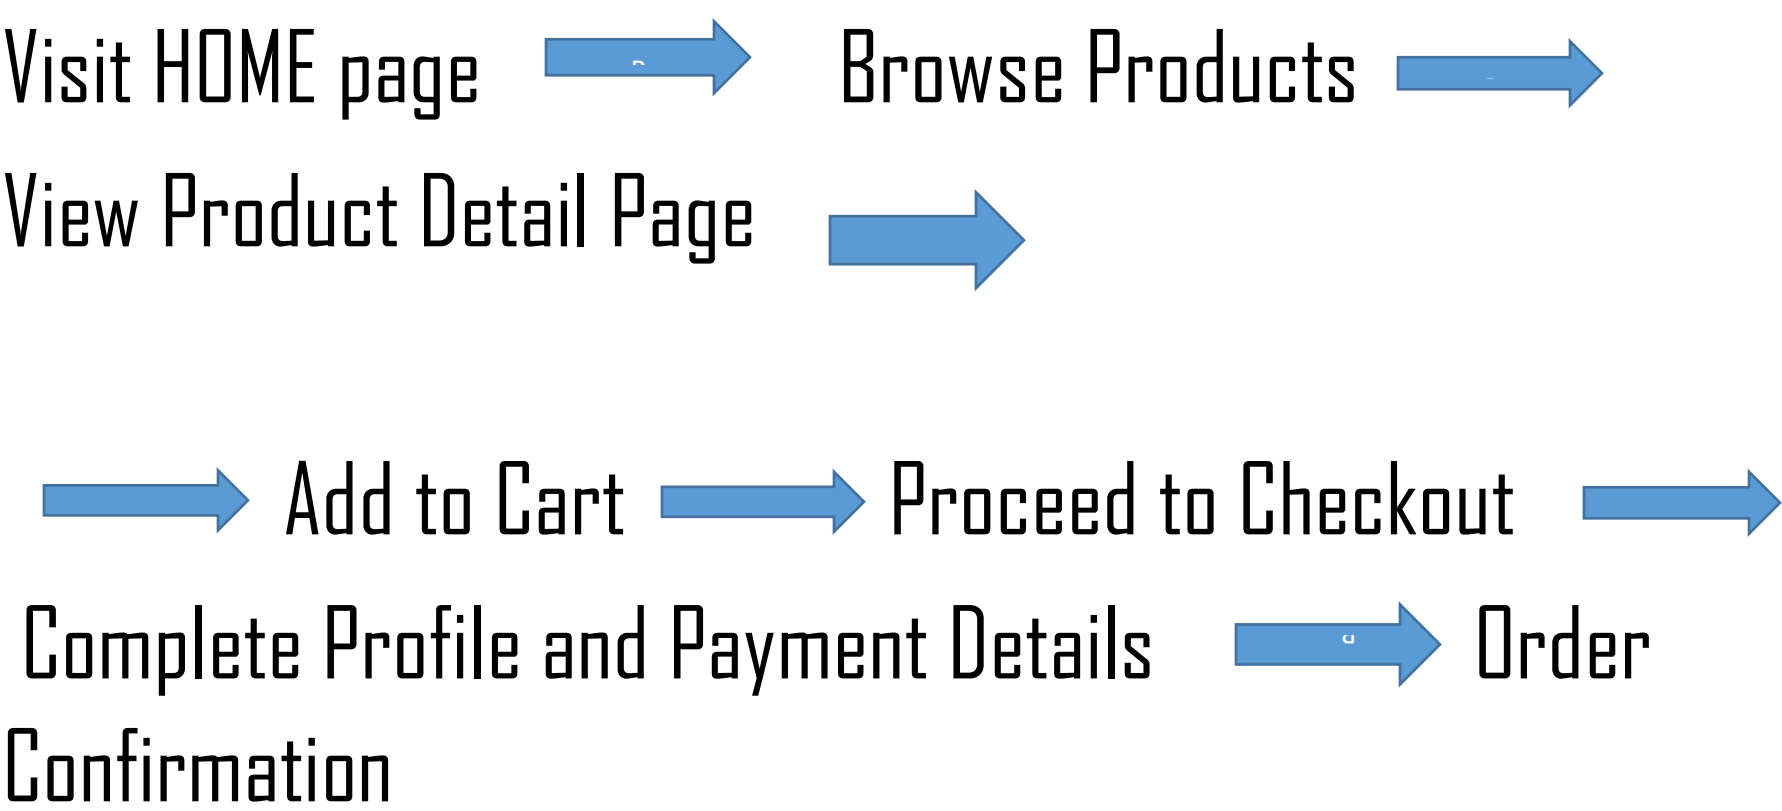 Visit HOME page Browse Products
View Product Detail Page
Add to Cart Proceed to Checkout
Complete Profile and Payment Details Order
Confirmation